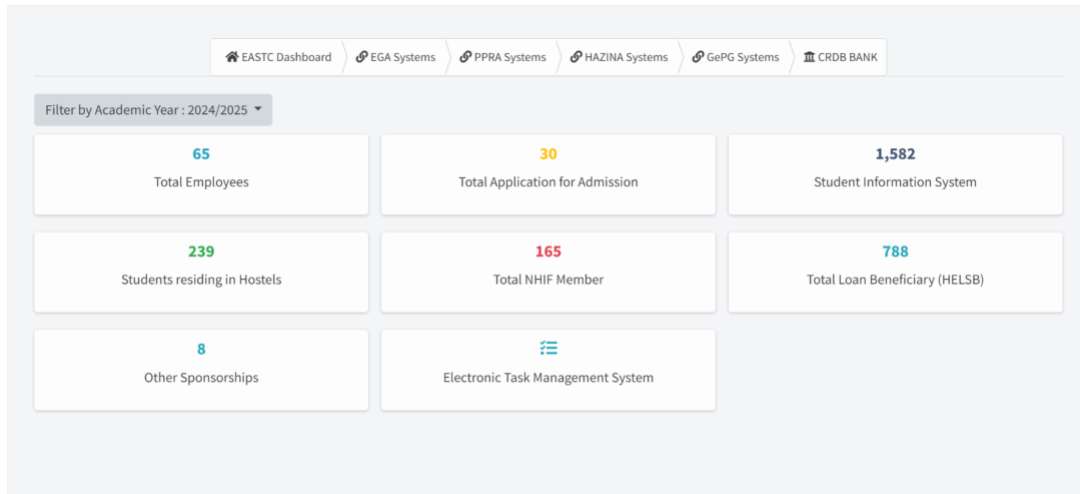 EASTC Dashboard EGA Systems PPRA Systems HAZINA Systems GePG Systems CRDB BANK
Filter by Academic Year : 2024/2025
65
Total Employees
30
Total Application for Admission
1,582
Student Information System
239
Students residing in Hostels
165
Total NHIF Member
788
Total Loan Beneficiary (HELSB)
8
Other Sponsorships
Electronic Task Management System